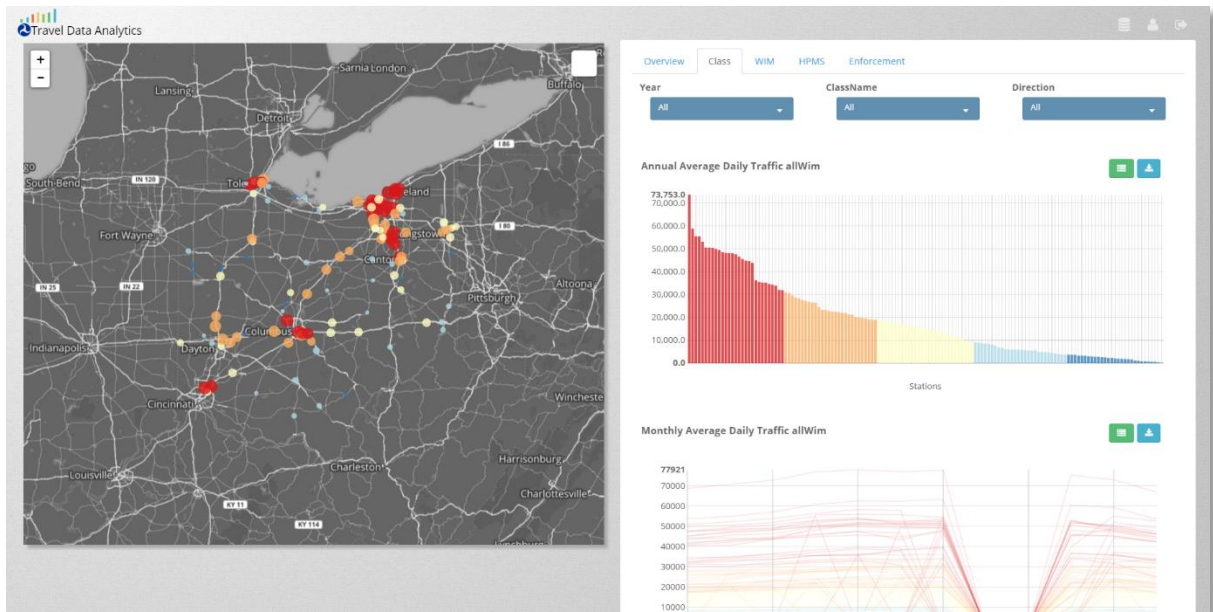 Travel Data Analytics
+
-
Sarnia London
Buffalo
Lansing
Detroit
I 86
South Bend
IN 120
Tole
eland
Fort Wayne
I 80
ngstow
Canton
IN 25
IN 22
Altoona
Pittsburgh
Columbus
Indianapolis
Dayton
Cincinnati
Wincheste
Louisville
Charleston
Harrisonburg
Charlottesville
KY 11
KY 114
Lynchburg
Overview Class WIM HPMS Enforcement
Year ClassName Direction
All All All
Annual Average Daily Traffic allWim
73,753.0
70,000.0
60,000.0
50,000.0
40,000.0
30,000.0
20,000.0
10,000.0
0.0
Stations
Monthly Average Daily Traffic allWim
77921
70000
60000
50000
40000
30000
20000
10000